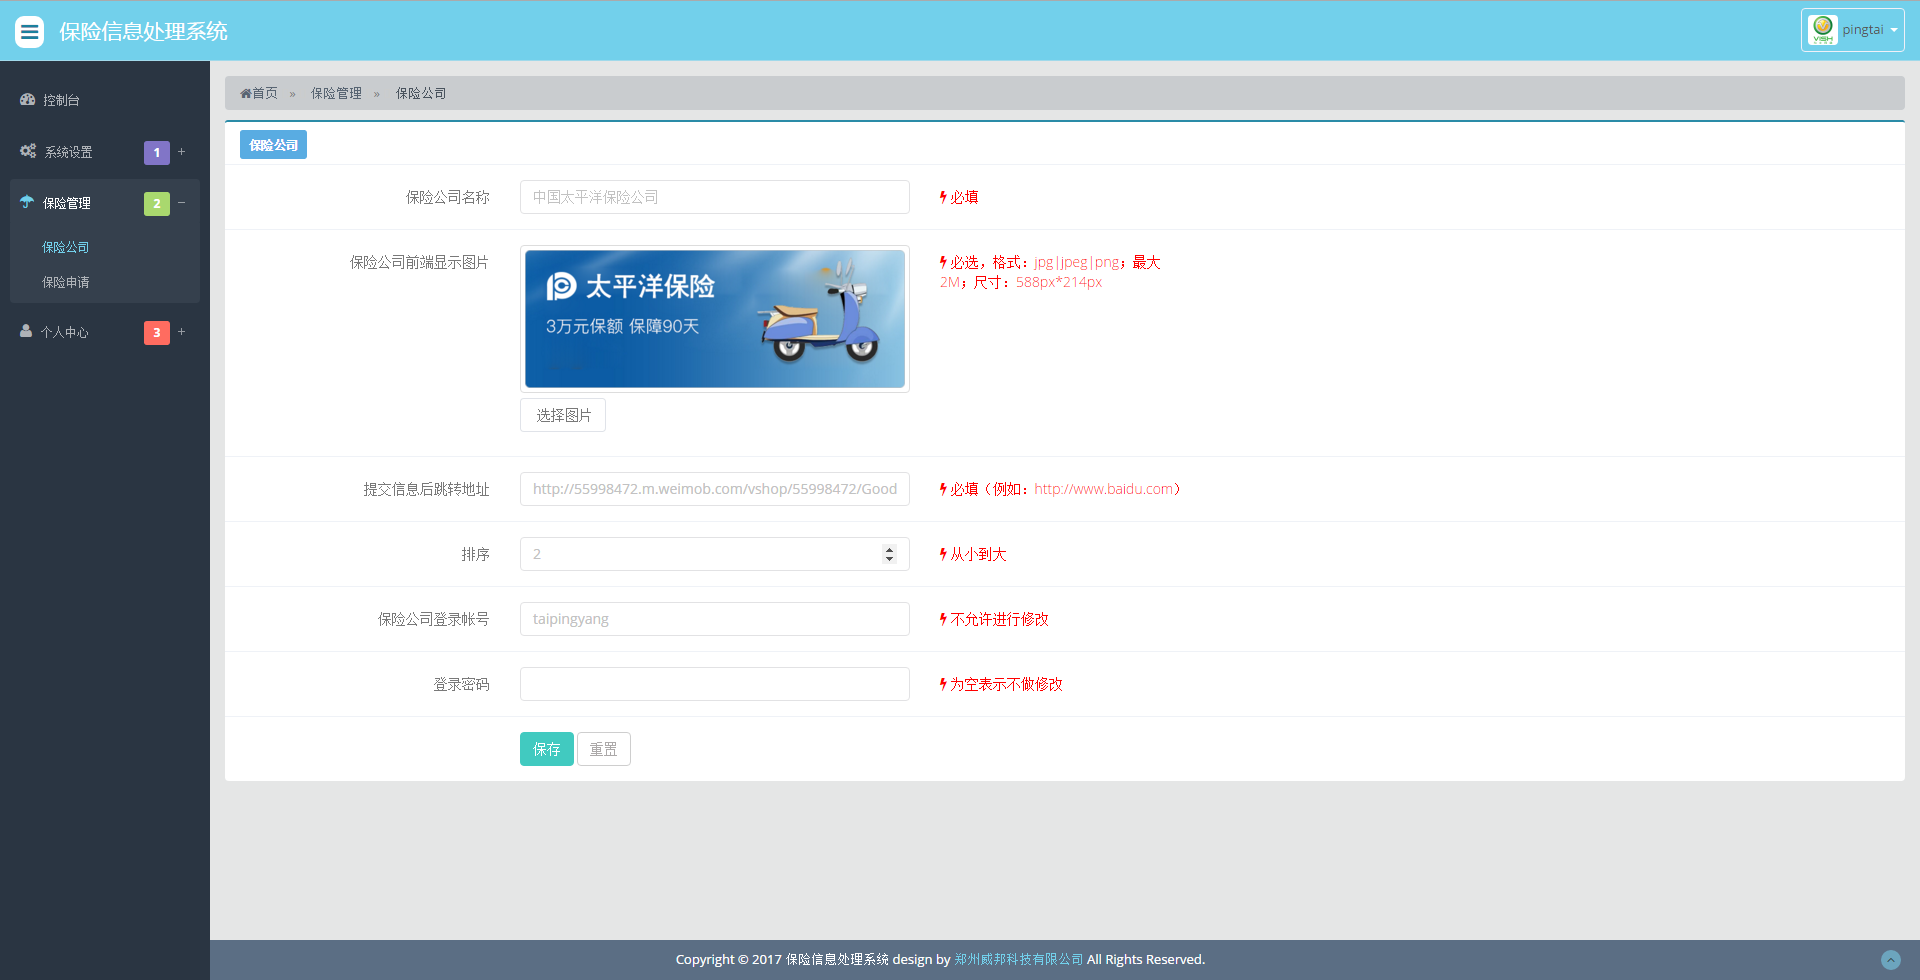 保险信息处理系统
pingtai
控制台
系统设置 1 +
保险管理 2 −
保险公司
保险申请
个人中心 3 +
首页 » 保险管理 » 保险公司
保险公司
保险公司名称 中国太平洋保险公司 必填
保险公司前端显示图片 必选，格式：jpg|jpeg|png；最大
2M；尺寸：588px*214px
太平洋保险
3万元保额 保障90天
选择图片
提交信息后跳转地址 http://55998472.m.weimob.com/vshop/55998472/Good 必填（例如：http://www.baidu.com）
排序 2 从小到大
保险公司登录帐号 taipingyang 不允许进行修改
登录密码 为空表示不做修改
保存 重置
Copyright © 2017 保险信息处理系统 design by 郑州威邦科技有限公司 All Rights Reserved.